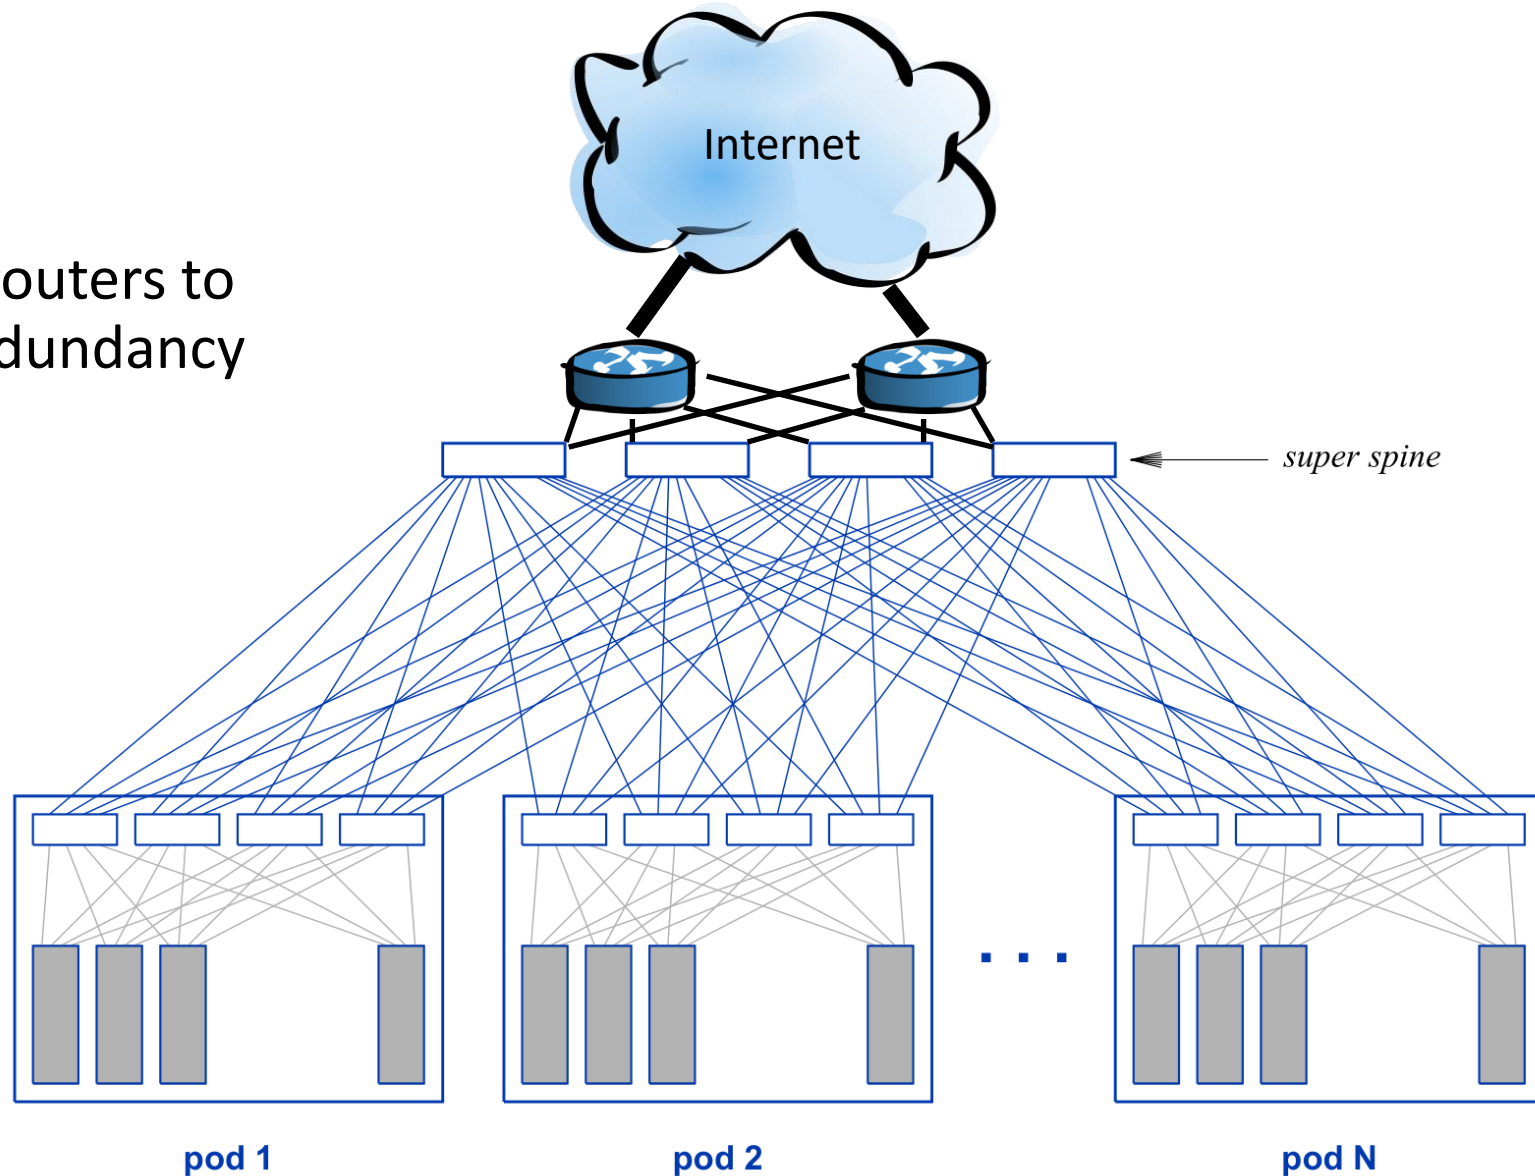 Internet
outers to
dundancy
super spine
. . .
pod 1
pod 2
pod N